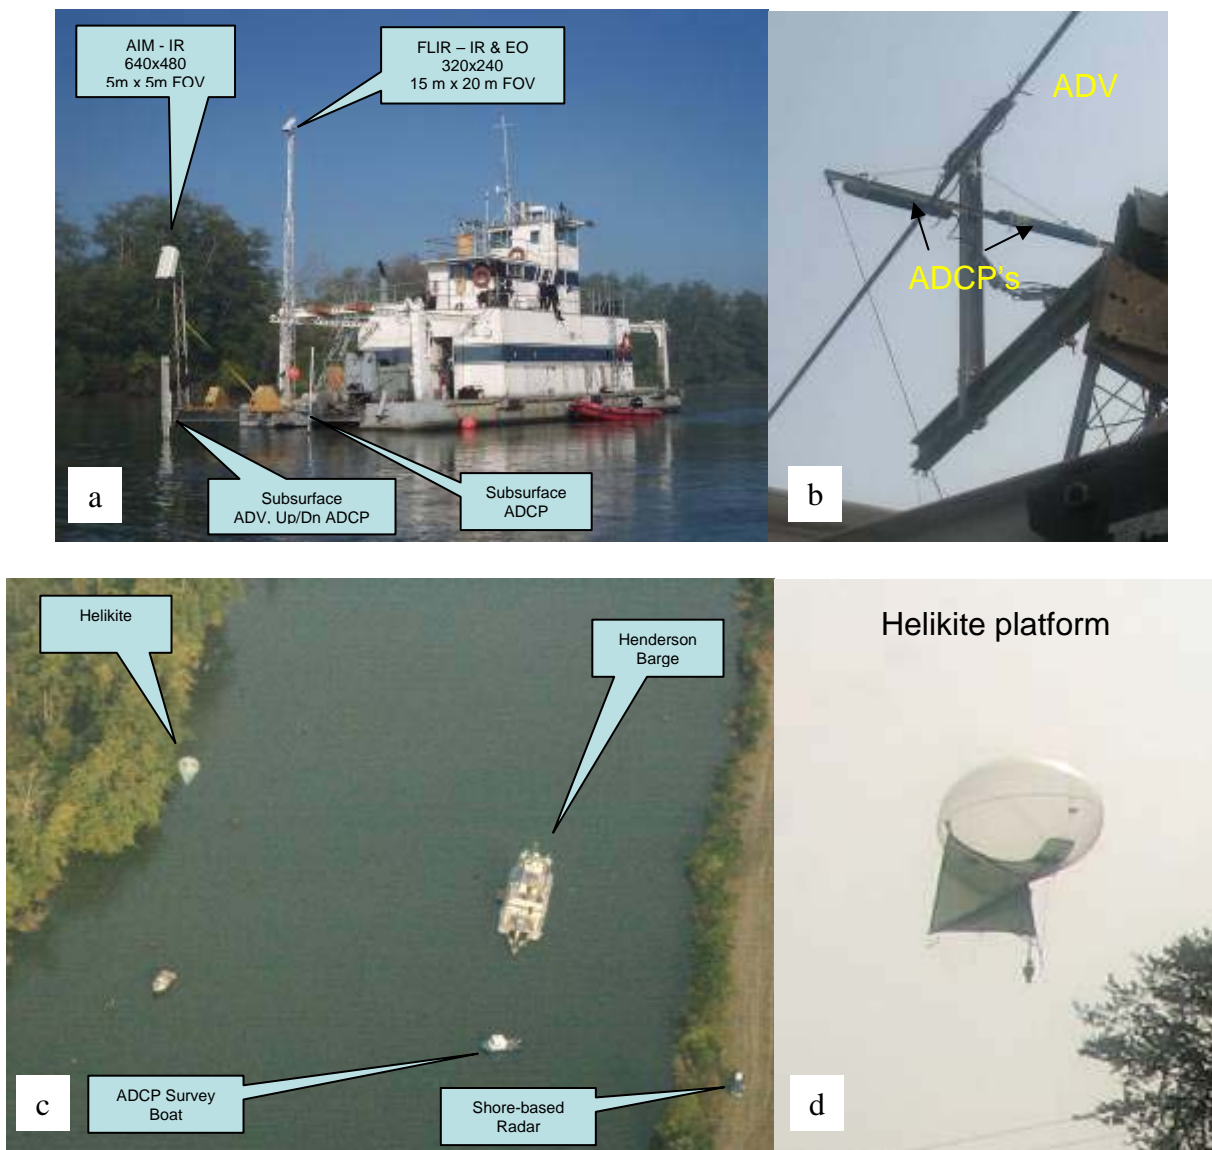 AIM - IR
640x480
5m x 5m FOV
FLIR – IR & EO
320x240
15 m x 20 m FOV
Subsurface
ADV, Up/Dn ADCP
Subsurface
ADCP
a
ADV
ADCP's
b
Helikite
Henderson
Barge
ADCP Survey
Boat
Shore-based
Radar
c
Helikite platform
d